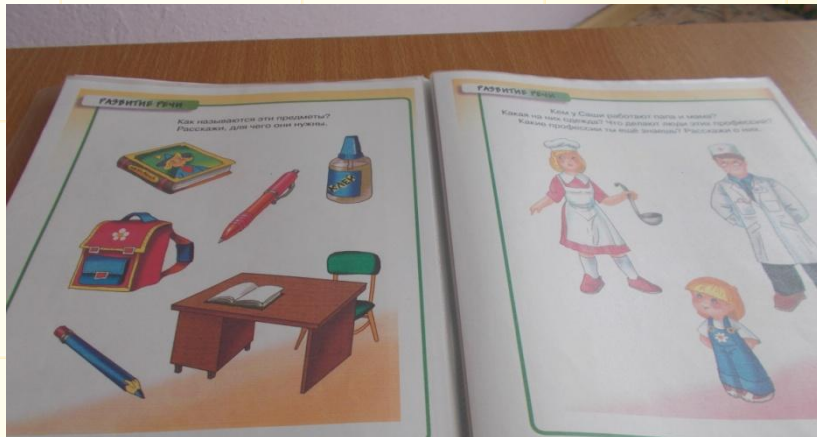 РАЗВИТИЕ РЕЧИ
Как называются эти предметы?
Расскажи, для чего они нужны.
КЛЕЙ
РАЗВИТИЕ РЕЧИ
Кем у Саши работают папа и мама?
Какая на них одежда? Что делают люди этих профессий?
Какие профессии ты ещё знаешь? Расскажи о них.